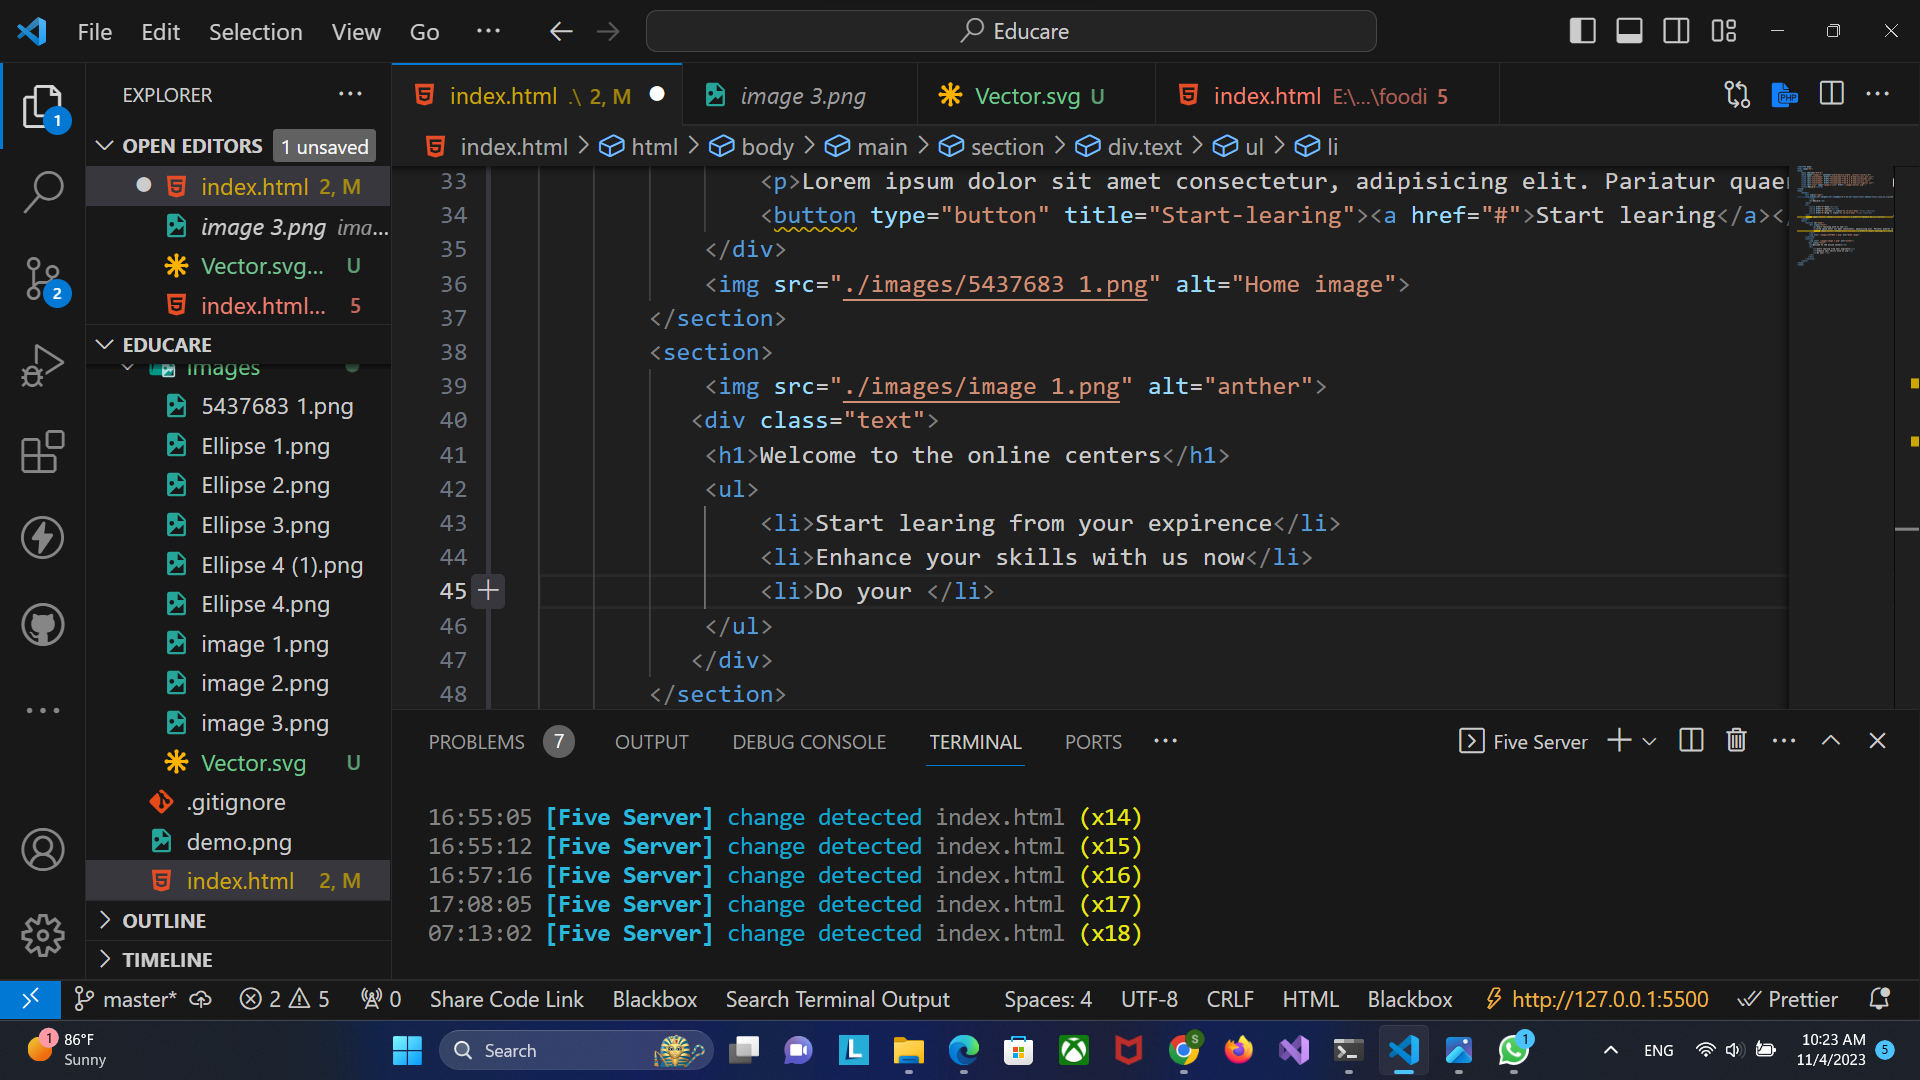 File Edit Selection View Go ··· Educare
EXPLORER ···
OPEN EDITORS 1 unsaved
index.html 2, M
image 3.png ima...
Vector.svg... U
index.html... 5
EDUCARE
images
5437683 1.png
Ellipse 1.png
Ellipse 2.png
Ellipse 3.png
Ellipse 4 (1).png
Ellipse 4.png
image 1.png
image 2.png
image 3.png
Vector.svg U
.gitignore
demo.png
index.html 2, M
OUTLINE
TIMELINE
1
2
index.html .\ 2, M image 3.png Vector.svg U index.html E:\...\foodi 5
index.html > html > body > main > section > div.text > ul > li
33 <p>Lorem ipsum dolor sit amet consectetur, adipisicing elit. Pariatur quae
34 <button type="button" title="Start-learing"><a href="#">Start learing</a></
35 </div>
36 <img src="./images/5437683 1.png" alt="Home image">
37 </section>
38 <section>
39 <img src="./images/image 1.png" alt="anther">
40 <div class="text">
41 <h1>Welcome to the online centers</h1>
42 <ul>
43 <li>Start learing from your expirence</li>
44 <li>Enhance your skills with us now</li>
45 <li>Do your </li>
46 </ul>
47 </div>
48 </section>
PROBLEMS 7 OUTPUT DEBUG CONSOLE TERMINAL PORTS ··· Five Server
16:55:05 [Five Server] change detected index.html (x14)
16:55:12 [Five Server] change detected index.html (x15)
16:57:16 [Five Server] change detected index.html (x16)
17:08:05 [Five Server] change detected index.html (x17)
07:13:02 [Five Server] change detected index.html (x18)
master* 2 5 0 Share Code Link Blackbox Search Terminal Output Spaces: 4 UTF-8 CRLF HTML Blackbox http://127.0.0.1:5500 Prettier
1 86°F
Sunny
Search
L
S
1
ENG
10:23 AM
11/4/2023
5